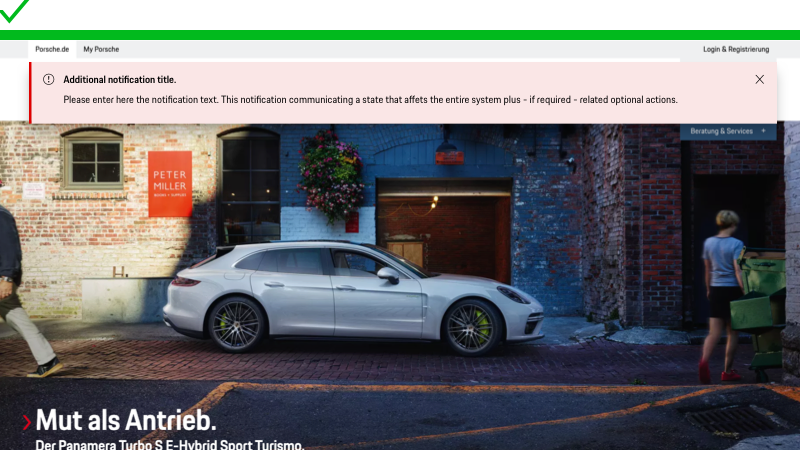 Porsche.de My Porsche Login & Registrierung
Additional notification title.
Please enter here the notification text. This notification communicating a state that affets the entire system plus - if required - related optional actions.
Beratung & Services +
PETER
MILLER
Mut als Antrieb.
Der Panamera Turbo S E-Hybrid Sport Turismo.